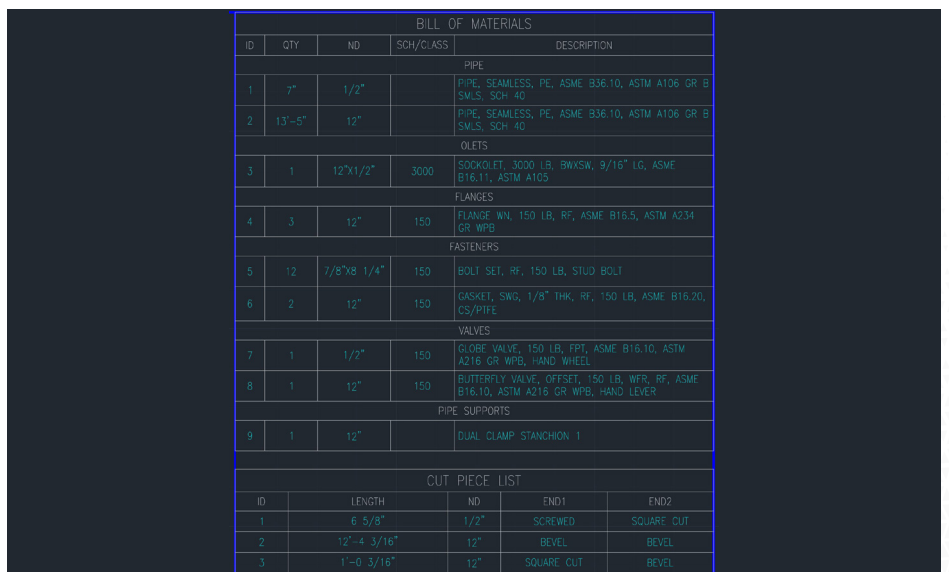 BILL OF MATERIALS
ID QTY ND SCH/CLASS DESCRIPTION
PIPE
1 7" 1/2" PIPE, SEAMLESS, PE, ASME B36.10, ASTM A106 GR B
SMLS, SCH 40
2 13'-5" 12" PIPE, SEAMLESS, PE, ASME B36.10, ASTM A106 GR B
SMLS, SCH 40
OLETS
3 1 12"X1/2" 3000 SOCKOLET, 3000 LB, BWXSW, 9/16" LG, ASME
B16.11, ASTM A105
FLANGES
4 3 12" 150 FLANGE WN, 150 LB, RF, ASME B16.5, ASTM A234
GR WPB
FASTENERS
5 12 7/8"X8 1/4" 150 BOLT SET, RF, 150 LB, STUD BOLT
6 2 12" 150 GASKET, SWG, 1/8" THK, RF, 150 LB, ASME B16.20,
CS/PTFE
VALVES
7 1 1/2" 150 GLOBE VALVE, 150 LB, FPT, ASME B16.10, ASTM
A216 GR WPB, HAND WHEEL
8 1 12" 150 BUTTERFLY VALVE, OFFSET, 150 LB, WFR, RF, ASME
B16.10, ASTM A216 GR WPB, HAND LEVER
PIPE SUPPORTS
9 1 12" DUAL CLAMP STANCHION 1
CUT PIECE LIST
ID LENGTH ND END1 END2
1 6 5/8" 1/2" SCREWED SQUARE CUT
2 12'-4 3/16" 12" BEVEL BEVEL
3 1'-0 3/16" 12" SQUARE CUT BEVEL